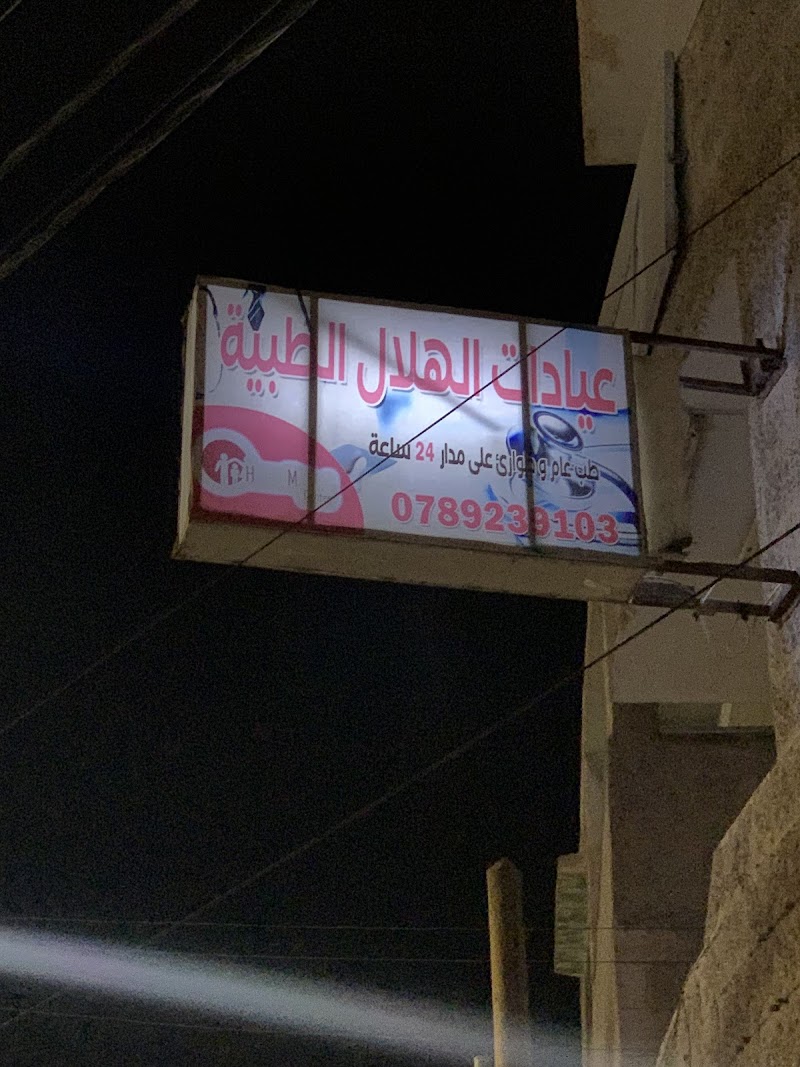 عيادات الهلال الطبية
طب عام وطوارئ على مدار 24 ساعة
0789239103
H M